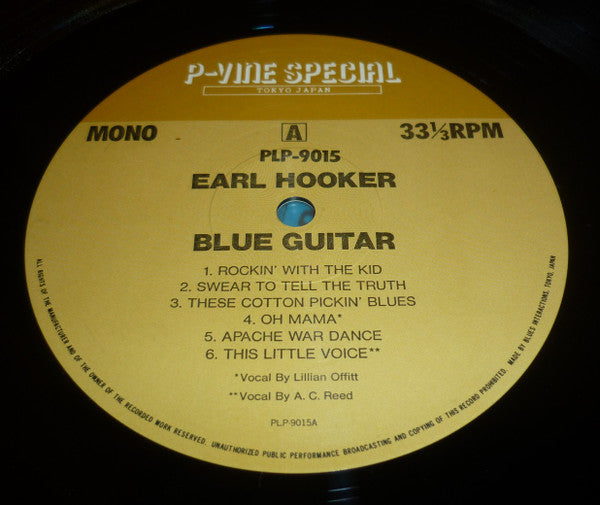 P-VINE SPECIAL
TOKYO JAPAN
MONO A 33⅓RPM
PLP-9015
EARL HOOKER
BLUE GUITAR
1. ROCKIN' WITH THE KID
2. SWEAR TO TELL THE TRUTH
3. THESE COTTON PICKIN' BLUES
4. OH MAMA*
5. APACHE WAR DANCE
6. THIS LITTLE VOICE**
*Vocal By Lillian Offitt
**Vocal By A. C. Reed
PLP-9015A
ALL RIGHTS OF THE MANUFACTURER AND OF THE OWNER OF THE RECORDED WORK RESERVED. UNAUTHORIZED PUBLIC PERFORMANCE BROADCASTING AND COPYING OF THIS RECORD PROHIBITED. MADE BY BLUES INTERACTIONS, TOKYO, JAPAN